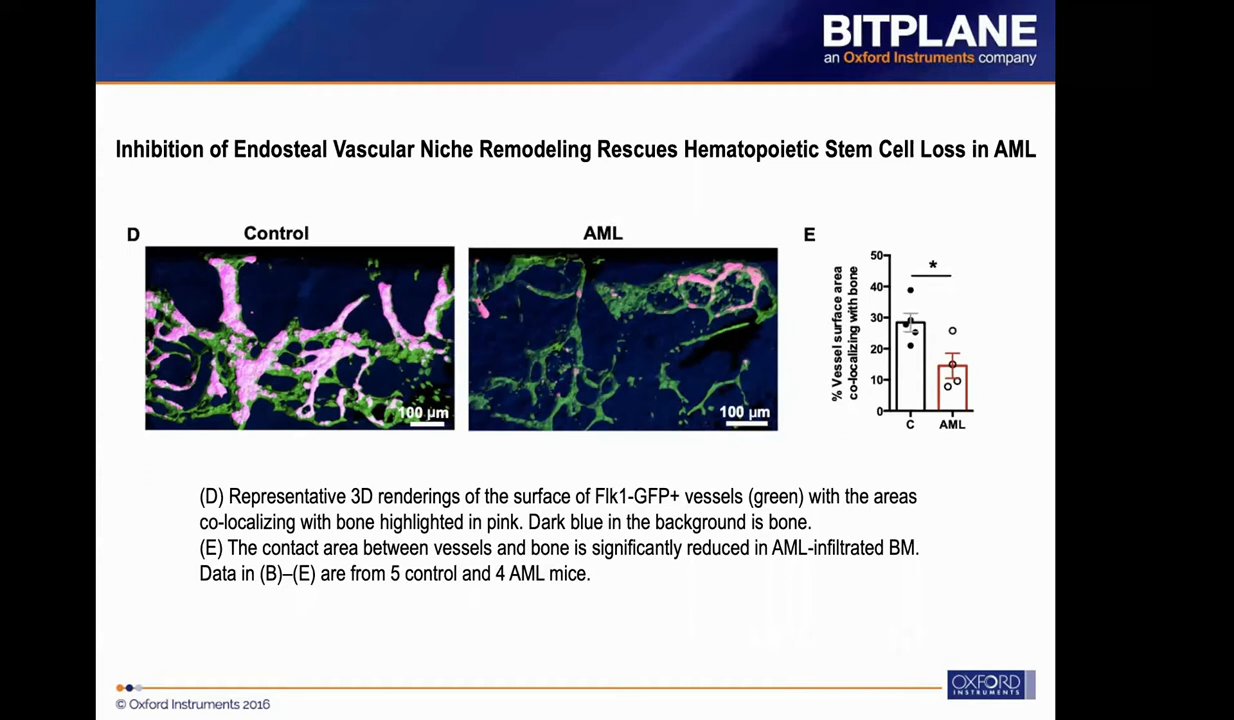 BITPLANE
an Oxford Instruments company
Inhibition of Endosteal Vascular Niche Remodeling Rescues Hematopoietic Stem Cell Loss in AML
D
Control
AML
E
100 µm
100 µm
% Vessel surface area
co-localizing with bone
50
40
30
20
10
0
*
C
AML
(D) Representative 3D renderings of the surface of Flk1-GFP+ vessels (green) with the areas
co-localizing with bone highlighted in pink. Dark blue in the background is bone.
(E) The contact area between vessels and bone is significantly reduced in AML-infiltrated BM.
Data in (B)–(E) are from 5 control and 4 AML mice.
© Oxford Instruments 2016
OXFORD
INSTRUMENTS